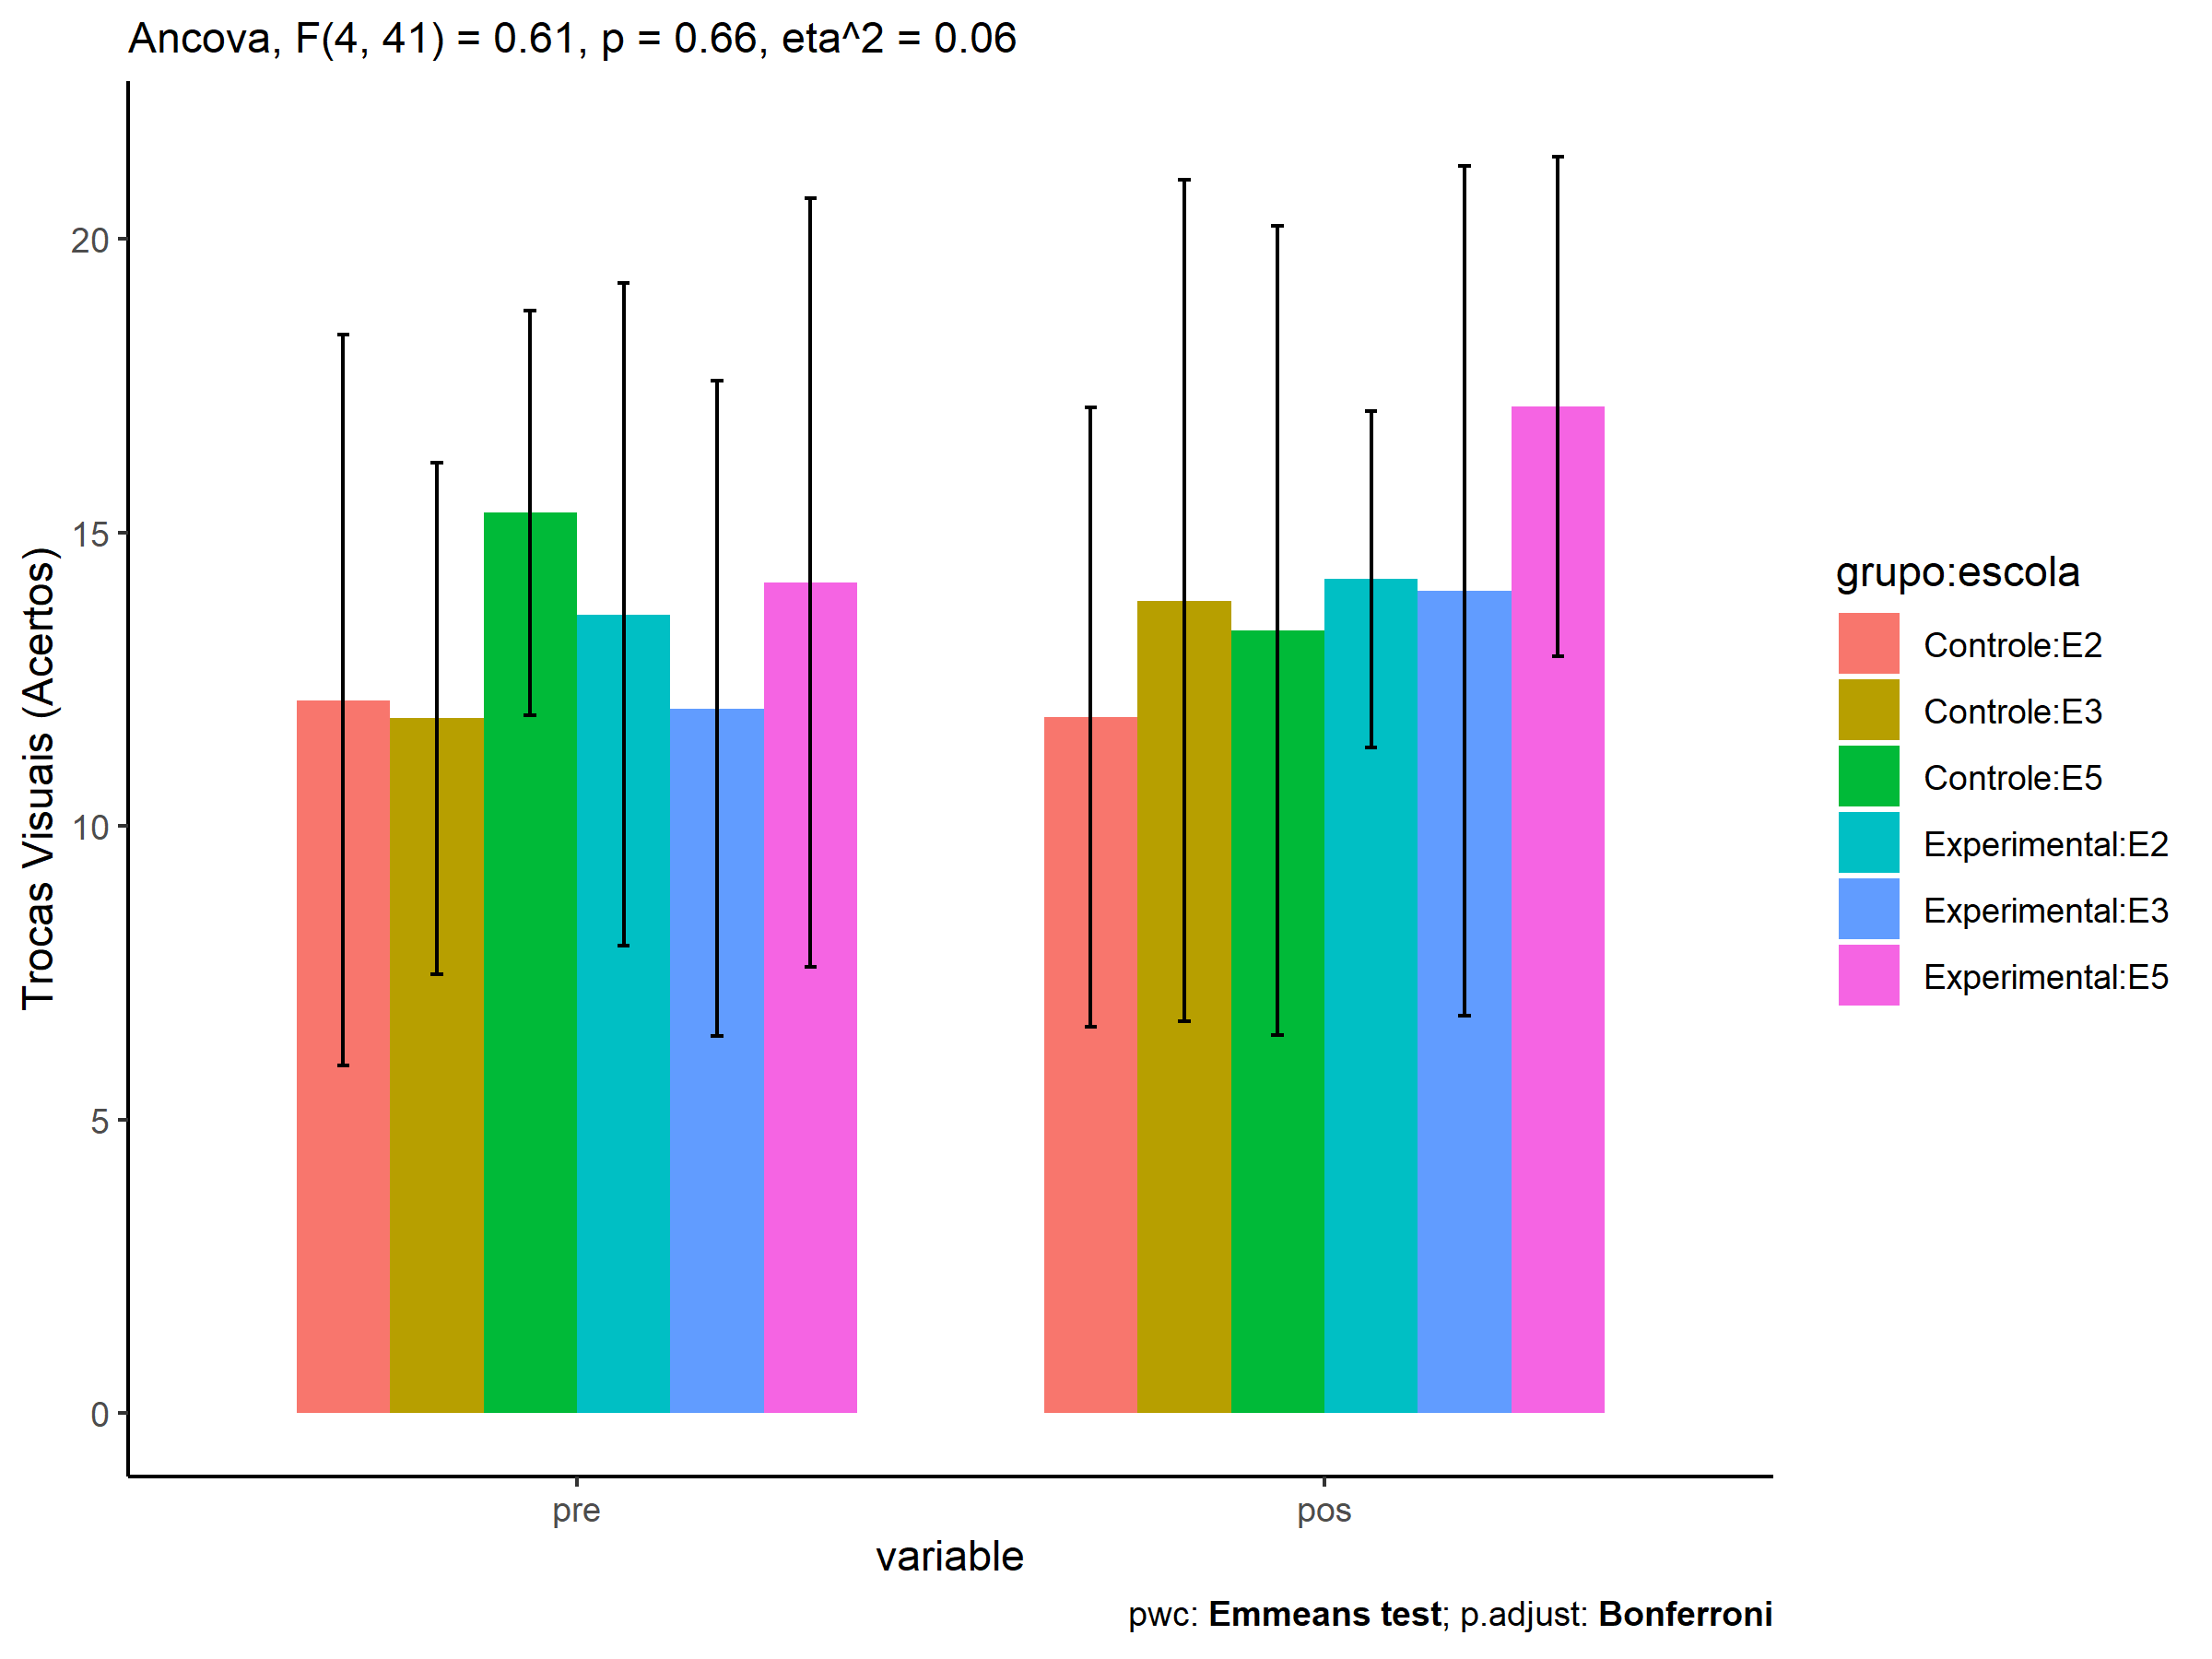 Ancova, F(4, 41) = 0.61, p = 0.66, eta^2 = 0.06
Trocas Visuais (Acertos)
20
15
10
5
0
pre
pos
variable
grupo:escola
Controle:E2
Controle:E3
Controle:E5
Experimental:E2
Experimental:E3
Experimental:E5
pwc: Emmeans test; p.adjust: Bonferroni